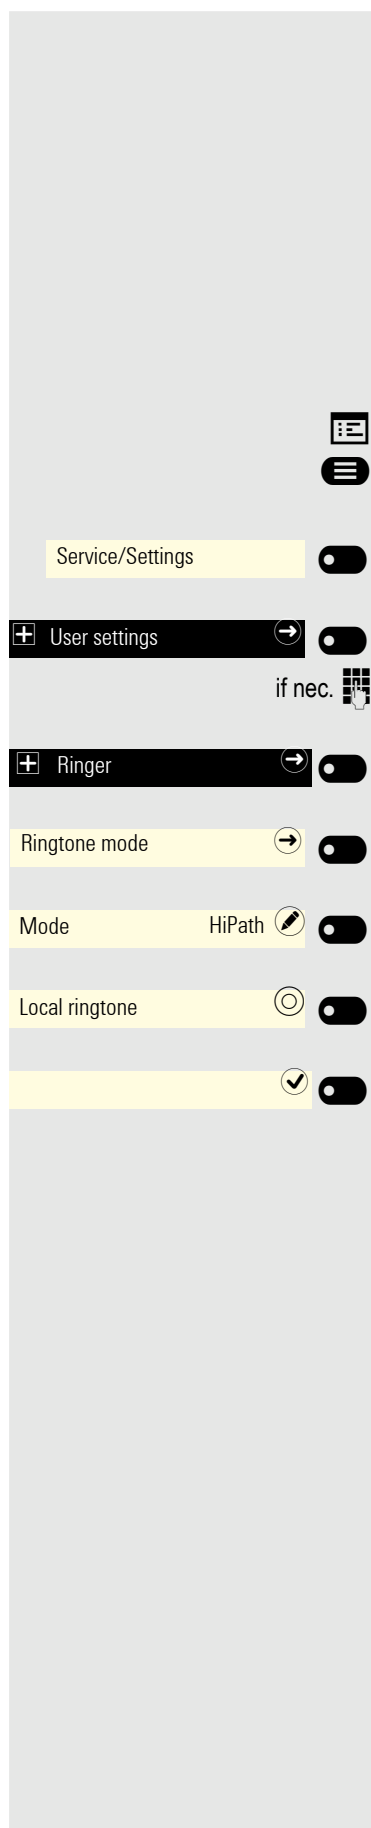 Service/Settings
User settings
if nec.
Ringer
Ringtone mode
Mode HiPath
Local ringtone